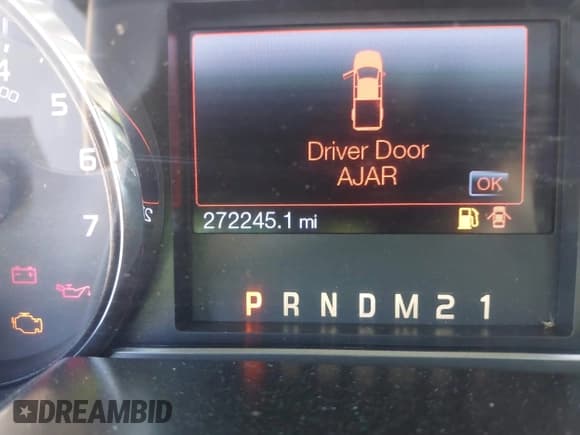 4
5
6
7
Driver Door
AJAR
OK
272245.1 mi
P R N D M 2 1
DREAMBID